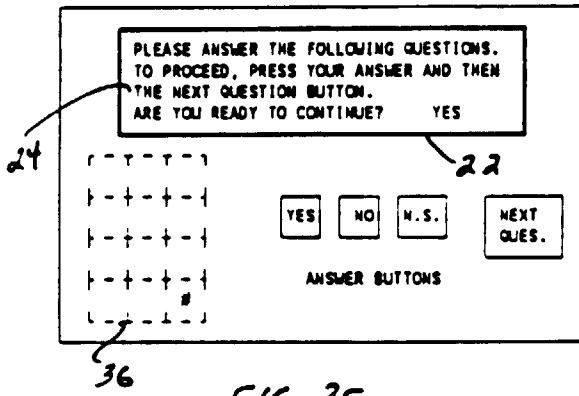 PLEASE ANSWER THE FOLLOWING QUESTIONS.
TO PROCEED, PRESS YOUR ANSWER AND THEN
THE NEXT QUESTION BUTTON.
ARE YOU READY TO CONTINUE? YES
24
22
YES NO N.S. NEXT
QUES.
#
ANSWER BUTTONS
36